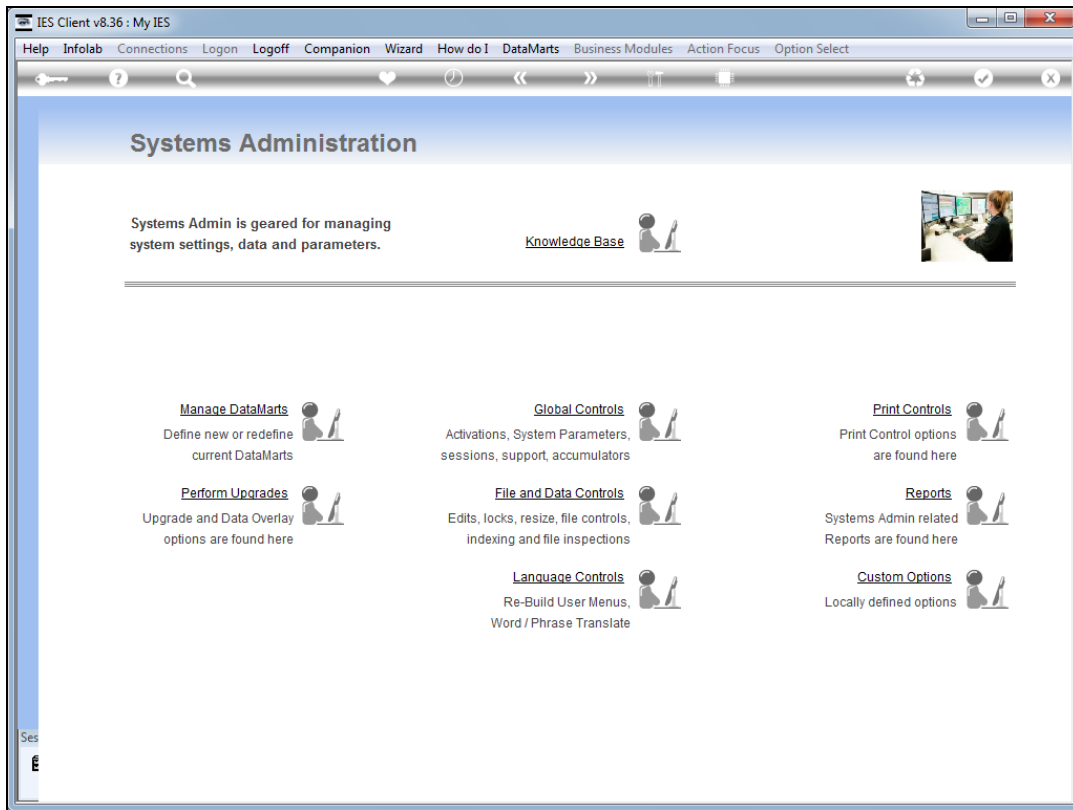 IES Client v8.36 : My IES
Help Infolab Connections Logon Logoff Companion Wizard How do I DataMarts Business Modules Action Focus Option Select
Systems Administration
Systems Admin is geared for managing
system settings, data and parameters.
Knowledge Base
Manage DataMarts
Define new or redefine
current DataMarts
Global Controls
Activations, System Parameters,
sessions, support, accumulators
Print Controls
Print Control options
are found here
Perform Upgrades
Upgrade and Data Overlay
options are found here
File and Data Controls
Edits, locks, resize, file controls,
indexing and file inspections
Reports
Systems Admin related
Reports are found here
Language Controls
Re-Build User Menus,
Word / Phrase Translate
Custom Options
Locally defined options
Ses